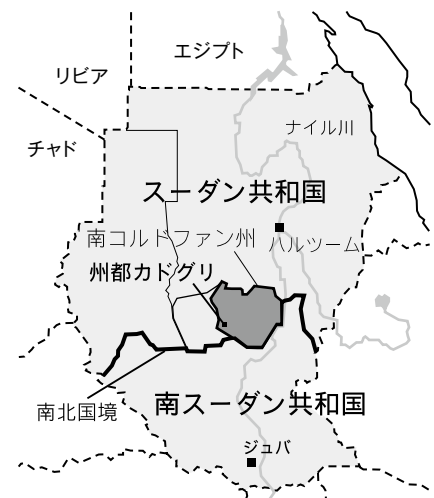 エジプト
リビア
ナイル川
チャド
スーダン共和国
南コルドファン州
ハルツーム
州都カドグリ
南北国境
南スーダン共和国
ジュバ